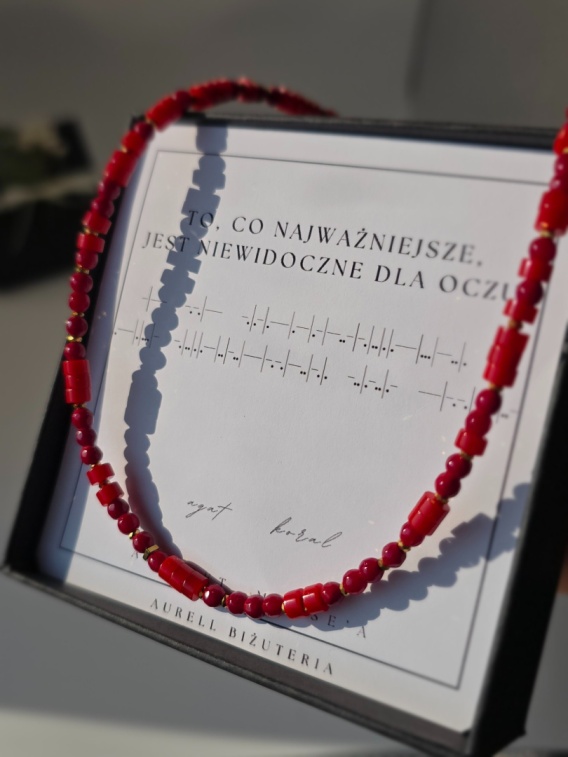 TO, CO NAJWAŻNIEJSZE,
JEST NIEWIDOCZNE DLA OCZU
agat koral
AURELL BIŻUTERIA